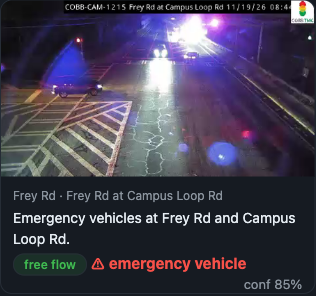 COBB-CAM-1215 Frey Rd at Campus Loop Rd 11/19/26 08:44
Frey Rd · Frey Rd at Campus Loop Rd
Emergency vehicles at Frey Rd and Campus
Loop Rd.
free flow ⚠ emergency vehicle
conf 85%